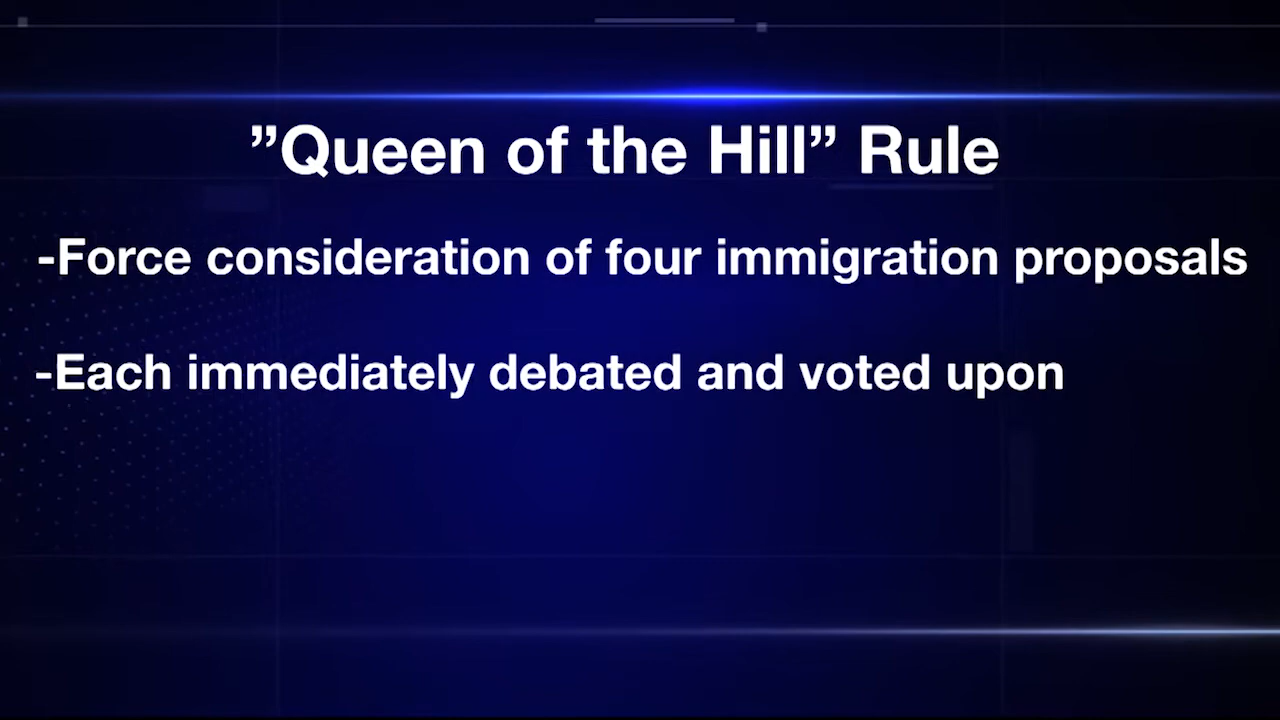 ”Queen of the Hill” Rule
-Force consideration of four immigration proposals
-Each immediately debated and voted upon